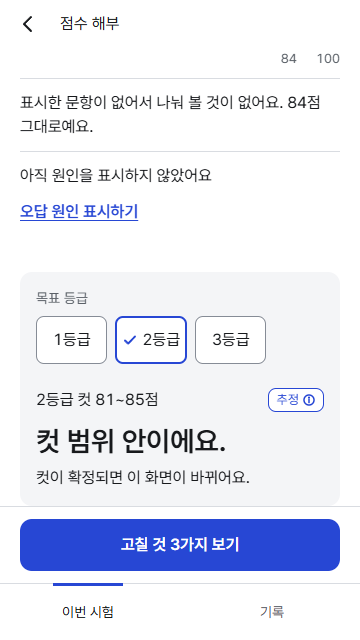 점수 해부
84 100
표시한 문항이 없어서 나눠 볼 것이 없어요. 84점
그대로예요.
아직 원인을 표시하지 않았어요
오답 원인 표시하기
목표 등급
1등급 2등급 3등급
2등급 컷 81~85점 추정
컷 범위 안이에요.
컷이 확정되면 이 화면이 바뀌어요.
고칠 것 3가지 보기
이번 시험 기록